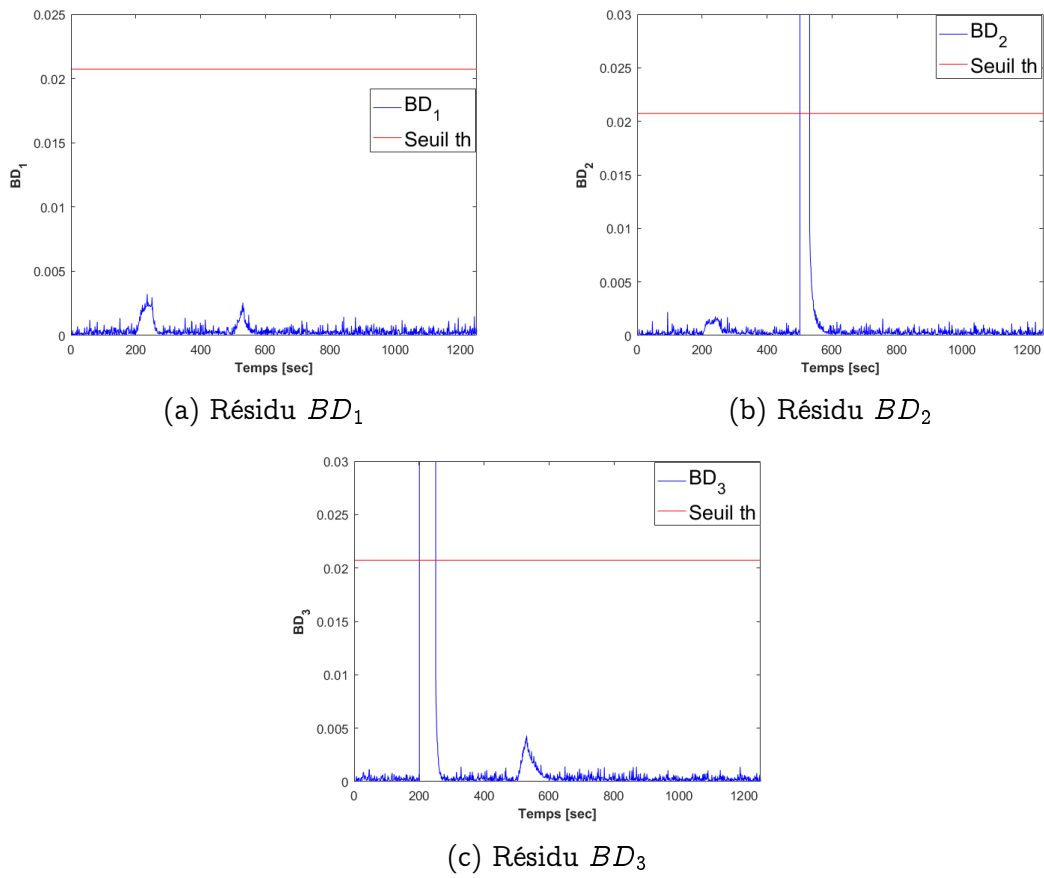 0.025
0.02
0.015
0.01
0.005
0
BD1
BD1
Seuil th
0 200 400 600 800 1000 1200
Temps [sec]
(a) Résidu BD1
0.03
0.025
0.02
0.015
0.01
0.005
0
BD2
BD2
Seuil th
0 200 400 600 800 1000 1200
Temps [sec]
(b) Résidu BD2
0.03
0.025
0.02
0.015
0.01
0.005
0
BD3
BD3
Seuil th
0 200 400 600 800 1000 1200
Temps [sec]
(c) Résidu BD3